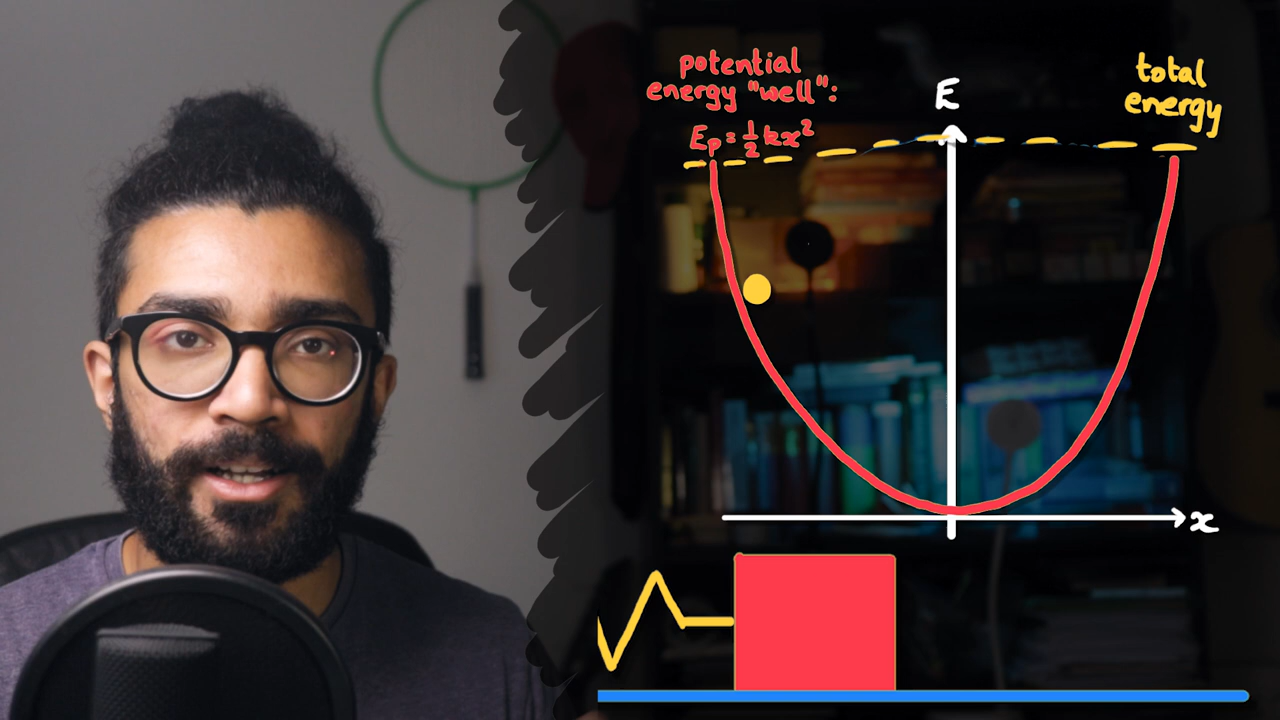 potential
energy "well":
Eₚ = ½kx²
E
total
energy
x